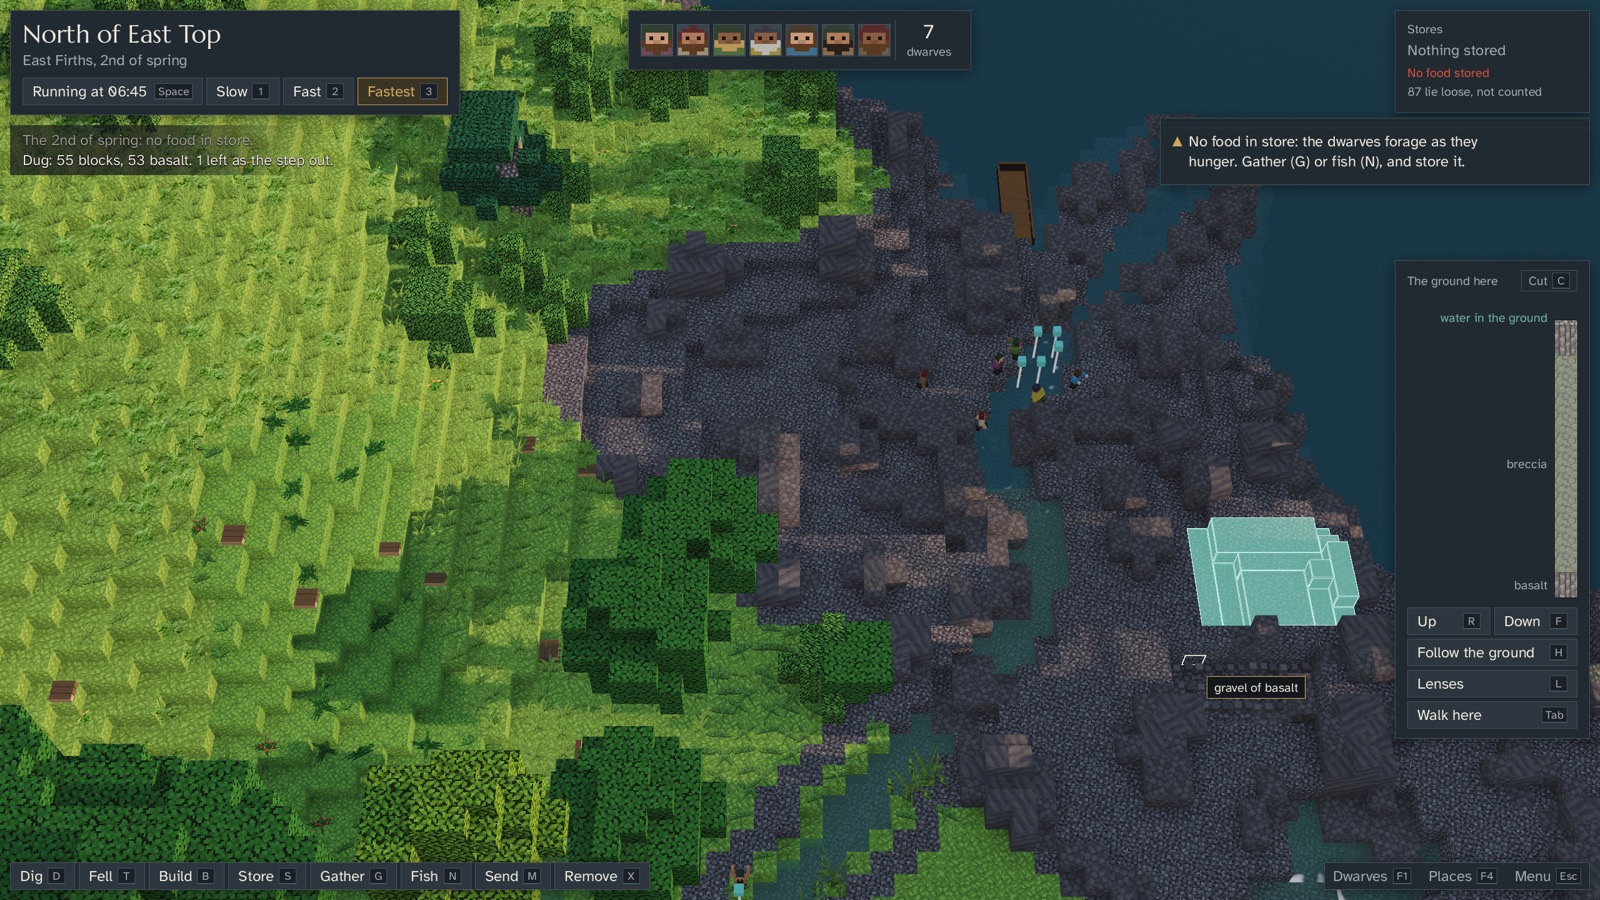 North of East Top
East Firths, 2nd of spring
Running at 06:45 Space
Slow 1
Fast 2
Fastest 3
The 2nd of spring: no food in store.
Dug: 55 blocks, 53 basalt. 1 left as the step out.
7
dwarves
Stores
Nothing stored
No food stored
87 lie loose, not counted
No food in store: the dwarves forage as they
hunger. Gather (G) or fish (N), and store it.
The ground here
Cut C
water in the ground
breccia
basalt
Up R
Down F
Follow the ground H
Lenses L
Walk here Tab
gravel of basalt
Dig D
Fell T
Build B
Store S
Gather G
Fish N
Send M
Remove X
Dwarves F1
Places F4
Menu Esc